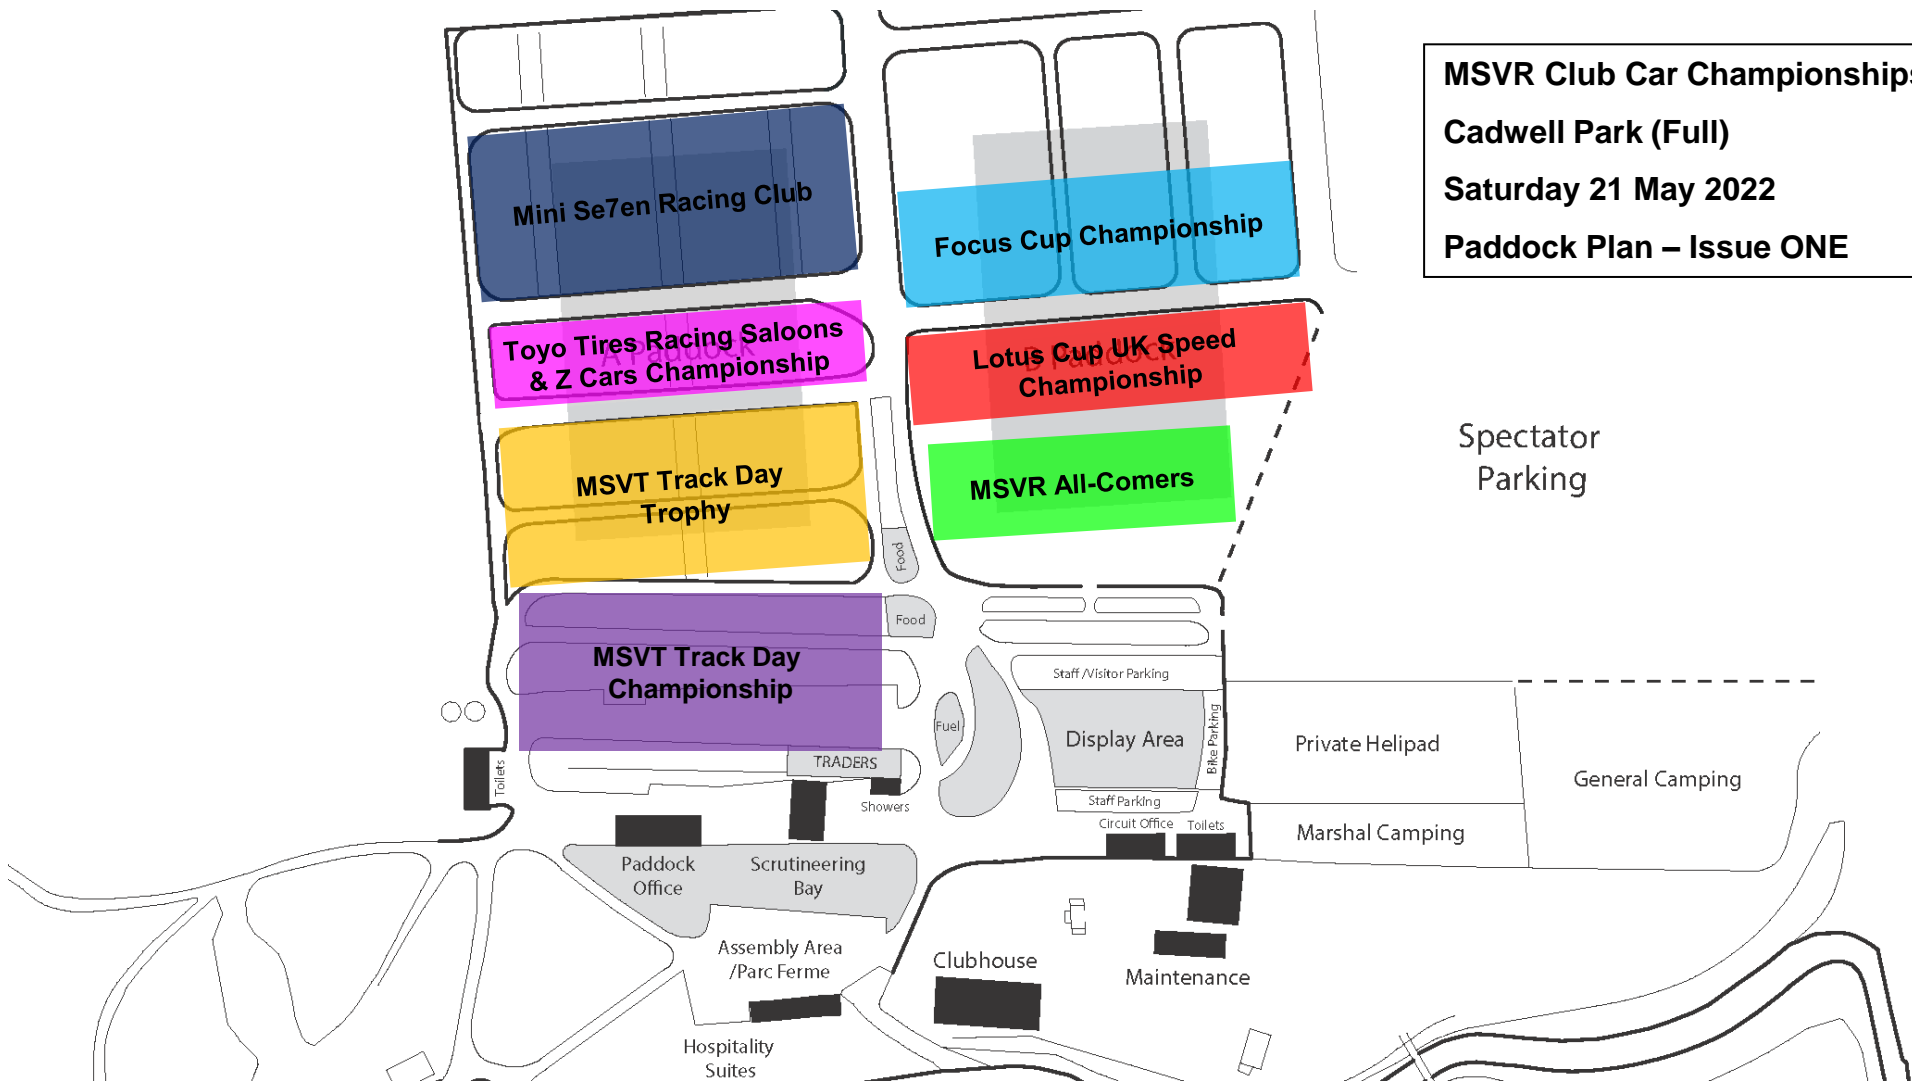 MSVR Club Car Championships
Cadwell Park (Full)
Saturday 21 May 2022
Paddock Plan – Issue ONE
Mini Se7en Racing Club
Focus Cup Championship
Toyo Tires Racing Saloons
& Z Cars Championship
A Paddock
Lotus Cup UK Speed
Championship
B Paddock
MSVT Track Day
Trophy
MSVR All-Comers
Spectator
Parking
Food
Food
MSVT Track Day
Championship
Staff /Visitor Parking
Fuel
Display Area
Bike Parking
Private Helipad
General Camping
Toilets
TRADERS
Showers
Staff Parking
Circuit Office
Toilets
Marshal Camping
Paddock
Office
Scrutineering
Bay
Assembly Area
/Parc Ferme
Clubhouse
Maintenance
Hospitality
Suites